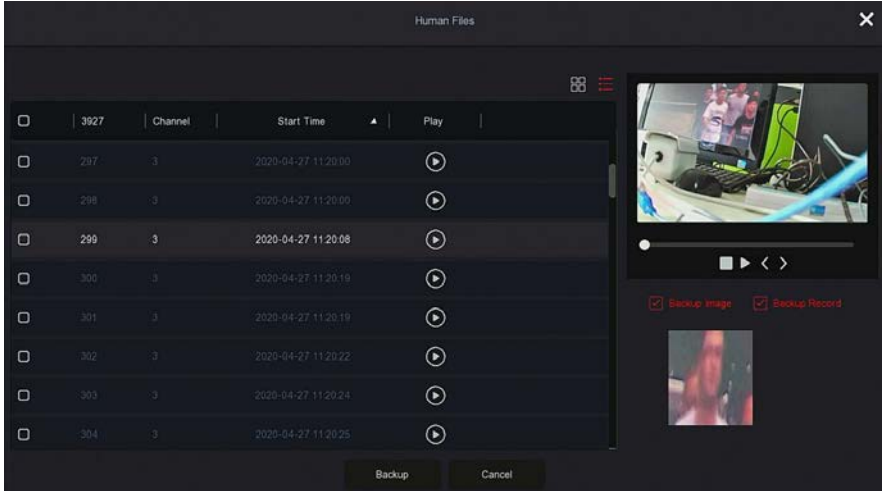 Human Files
3927 Channel Start Time Play
297 3 2020-04-27 11:20:00
298 3 2020-04-27 11:20:00
299 3 2020-04-27 11:20:08
300 3 2020-04-27 11:20:19
301 3 2020-04-27 11:20:19
302 3 2020-04-27 11:20:22
303 3 2020-04-27 11:20:24
304 3 2020-04-27 11:20:25
Backup Image Backup Record
Backup Cancel